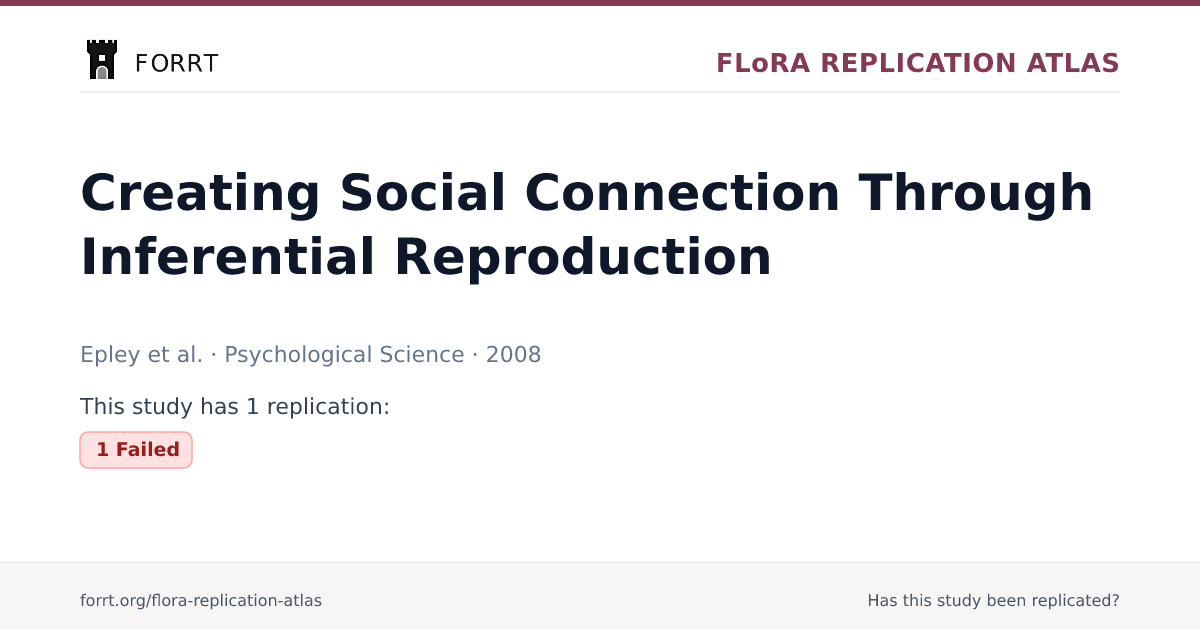 FORRT
FLoRA REPLICATION ATLAS
Creating Social Connection Through
Inferential Reproduction
Epley et al. · Psychological Science · 2008
This study has 1 replication:
1 Failed
forrt.org/flora-replication-atlas
Has this study been replicated?